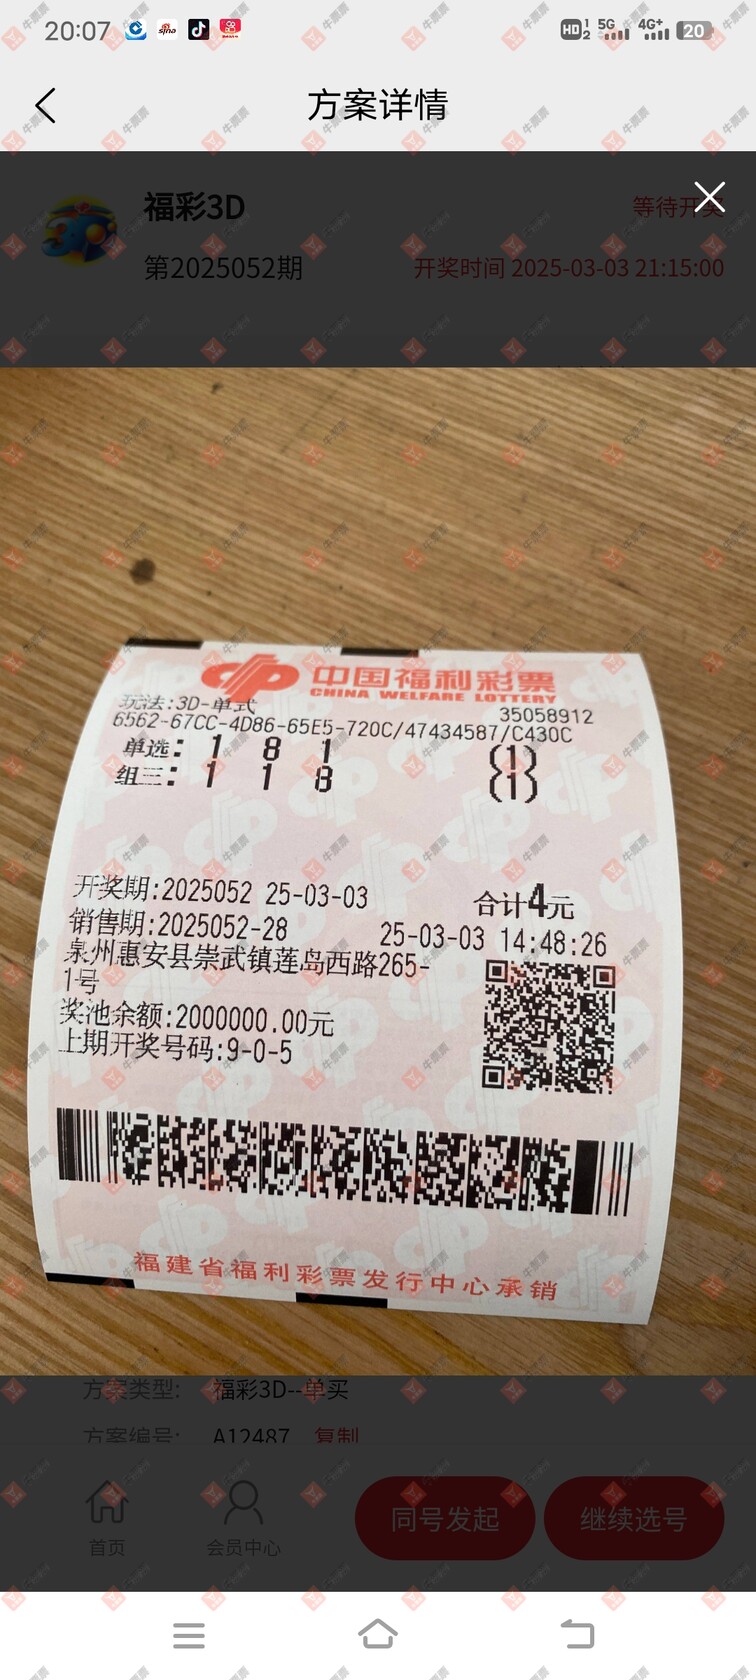 20:07
HD 1 2 5G 4G+ 20
方案详情
福彩3D
等待开奖
第2025052期
开奖时间 2025-03-03 21:15:00
中国福利彩票
CHINA WELFARE LOTTERY
玩法:3D-单式
35058912
6562-67CC-4D86-65E5-720C/47434587/C430C
单选: 1 8 1 (1)
组三: 1 1 8 (1)
开奖期:2025052 25-03-03
合计4元
销售期:2025052-28
25-03-03 14:48:26
泉州惠安县崇武镇莲岛西路265-
1号
奖池余额:2000000.00元
上期开奖号码:9-0-5
福建省福利彩票发行中心承销
方案类型: 福彩3D--单买
方案编号: A12487 复制
首页
会员中心
同号发起
继续选号
牛票票